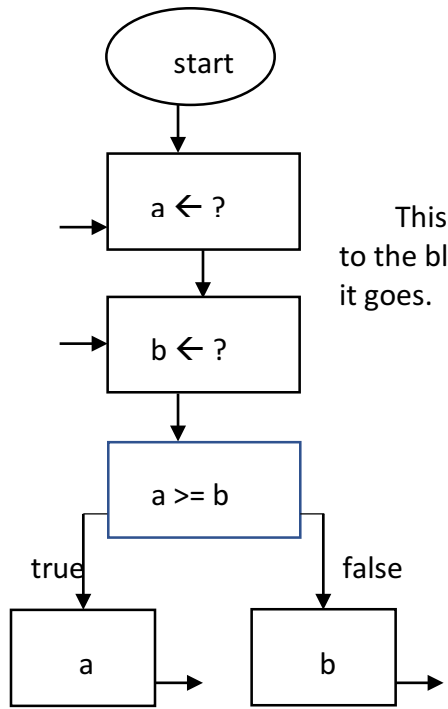 start
a ← ?
This
to the bl
it goes.
b ← ?
a >= b
true
false
a
b